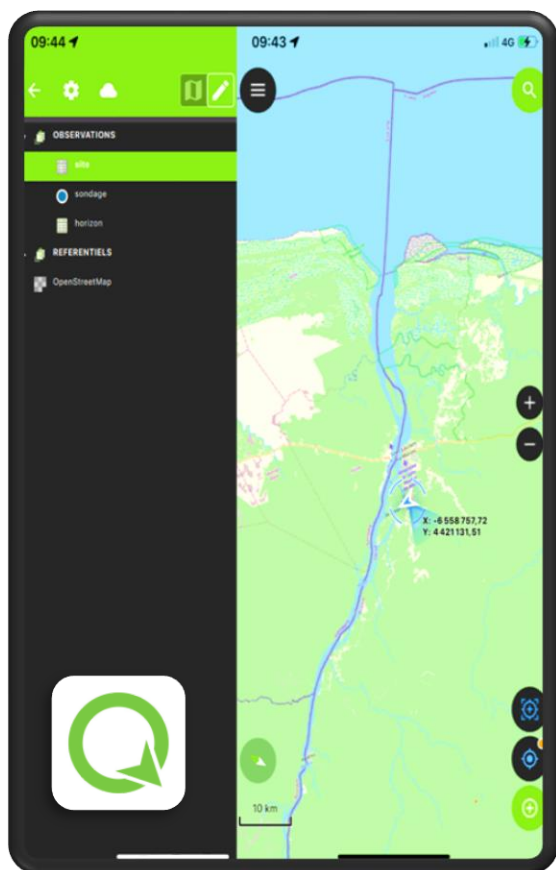 09:44
OBSERVATIONS
site
sondage
horizon
REFERENTIELS
OpenStreetMap
09:43
4G
X: -6 558 757,72
Y: 4 421 131,51
10 km